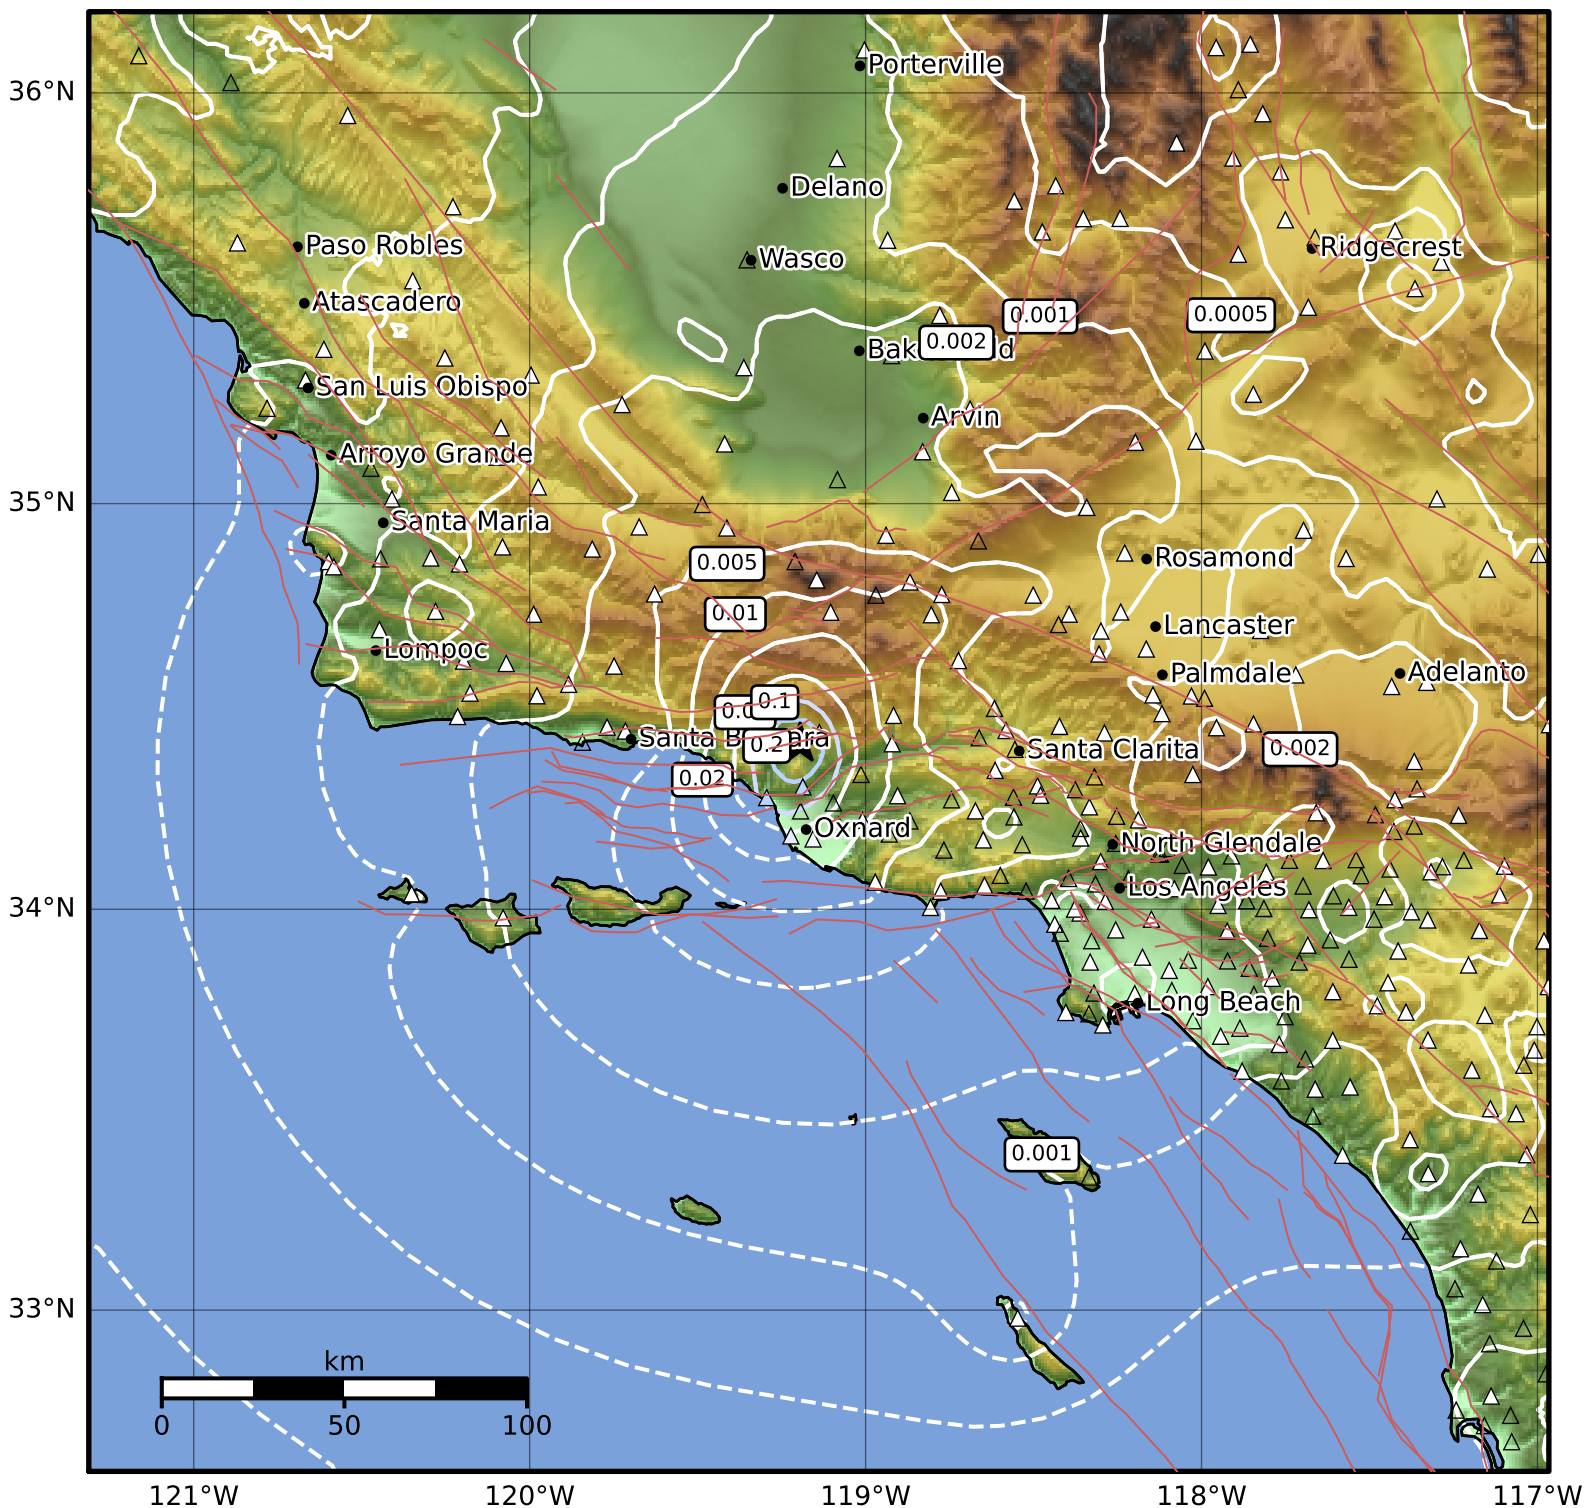 36°N
Porterville
Delano
Paso Robles
Wasco
Ridgecrest
Atascadero
0.001
0.0005
0.002
San Luis Obispo
Arvin
Arroyo Grande
35°N
Santa Maria
0.005
Rosamond
0.01
Lancaster
Lompoc
Palmdale
Adelanto
0.1
Santa B
ara
0.2
Santa Clarita
0.002
0.02
Oxnard
North Glendale
Los Angeles
34°N
Long Beach
0.001
33°N
km
0
50
100
121°W
120°W
119°W
118°W
117°W